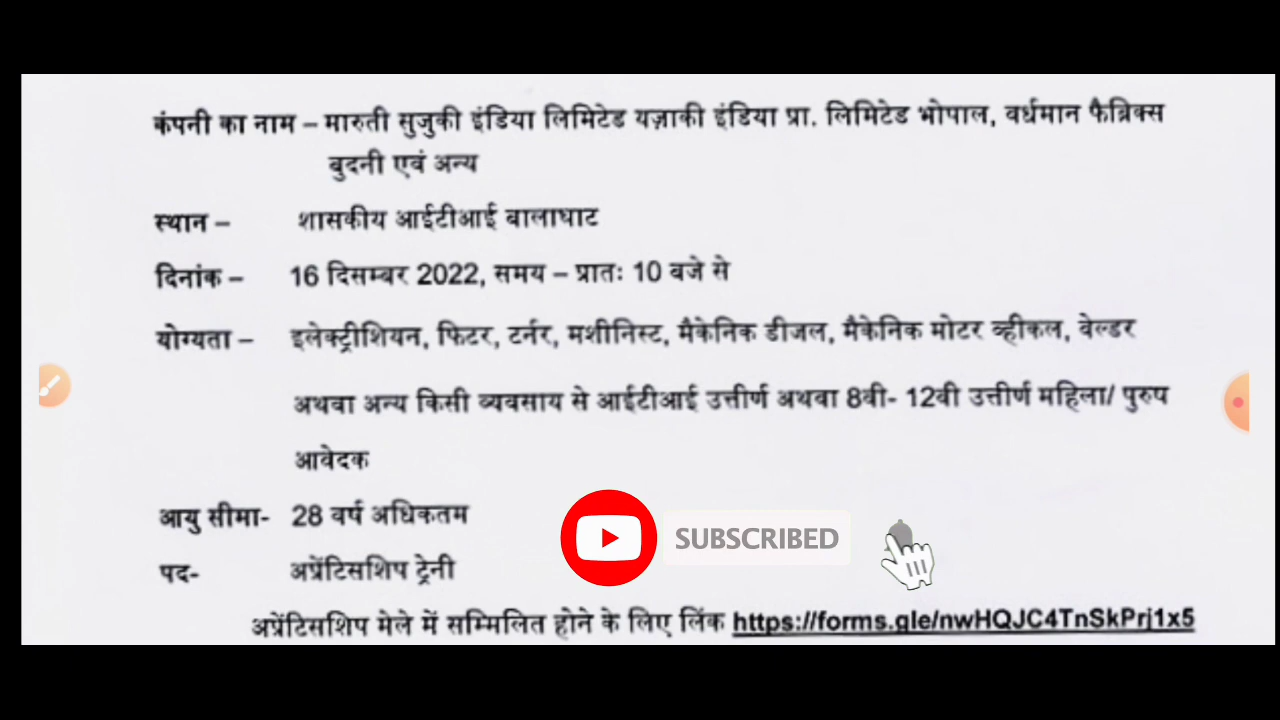 कंपनी का नाम – मारुती सुजुकी इंडिया लिमिटेड यज़ाकी इंडिया प्रा. लिमिटेड भोपाल, वर्धमान फैब्रिक्स
बुदनी एवं अन्य
स्थान – शासकीय आईटीआई बालाघाट
दिनांक – 16 दिसम्बर 2022, समय – प्रातः 10 बजे से
योग्यता – इलेक्ट्रीशियन, फिटर, टर्नर, मशीनिस्ट, मैकेनिक डीजल, मैकेनिक मोटर व्हीकल, वेल्डर
अथवा अन्य किसी व्यवसाय से आईटीआई उत्तीर्ण अथवा 8वी- 12वी उत्तीर्ण महिला/ पुरुष
आवेदक
आयु सीमा- 28 वर्ष अधिकतम
SUBSCRIBED
पद- अप्रेंटिसशिप ट्रेनी
अप्रेंटिसशिप मेले में सम्मिलित होने के लिए लिंक https://forms.gle/nwHQJC4TnSkPrj1x5